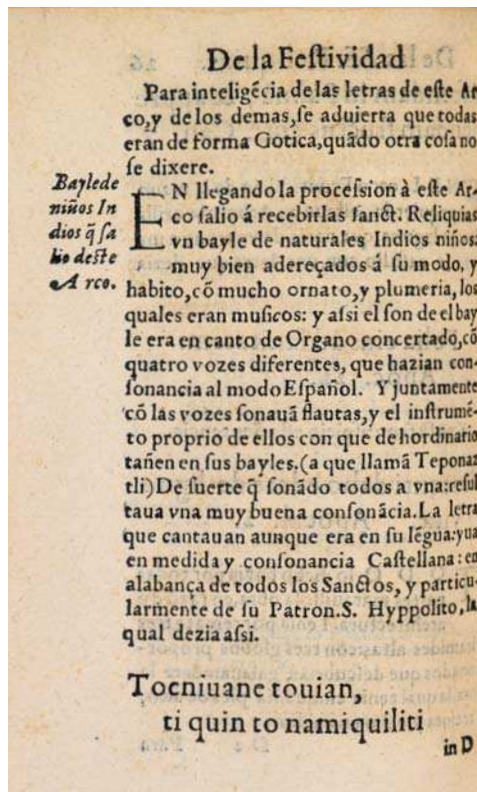 De la Feſtividad
Para inteligẽcia de las letras de eſte Ar
co,y de los demas,ſe aduierta que todas
eran de forma Gotica,quãdo otra coſa no
ſe dixere.
Bayle de
niños In
dios q̃ ſa
lio deſte
Arco.
EN llegando la proceſsion à eſte Ar-
co ſalio á recebirlas ſanct. Reliquias
vn bayle de naturales Indios niños:
muy bien adereçados á ſu modo, y
habito,cõ mucho ornato,y plumeria, los
quales eran muſicos: y aſsi el ſon de el bay
le era en canto de Organo concertado,cõ
quatro vozes diferentes, que hazian con-
ſonancia al modo Eſpañol. Y juntamente
cõ las vozes ſonauã flautas,y el inſtrumẽ-
to proprio de ellos con que de hordinario
tañen en ſus bayles.(a que llamã Teponaz
tli)De ſuerte q̃ ſonãdo todos a vna:reſul
taua vna muy buena conſonãcia.La letra
que cantauan aunque era en ſu lẽgua:yua
en medida y conſonancia Caſtellana: en
alabança de todos los Sanctos, y particu-
larmente de ſu Patron.S. Hyppolito, la
qual dezia aſsi.
Tocniuane touian,
ti quin to namiquiliti
in D